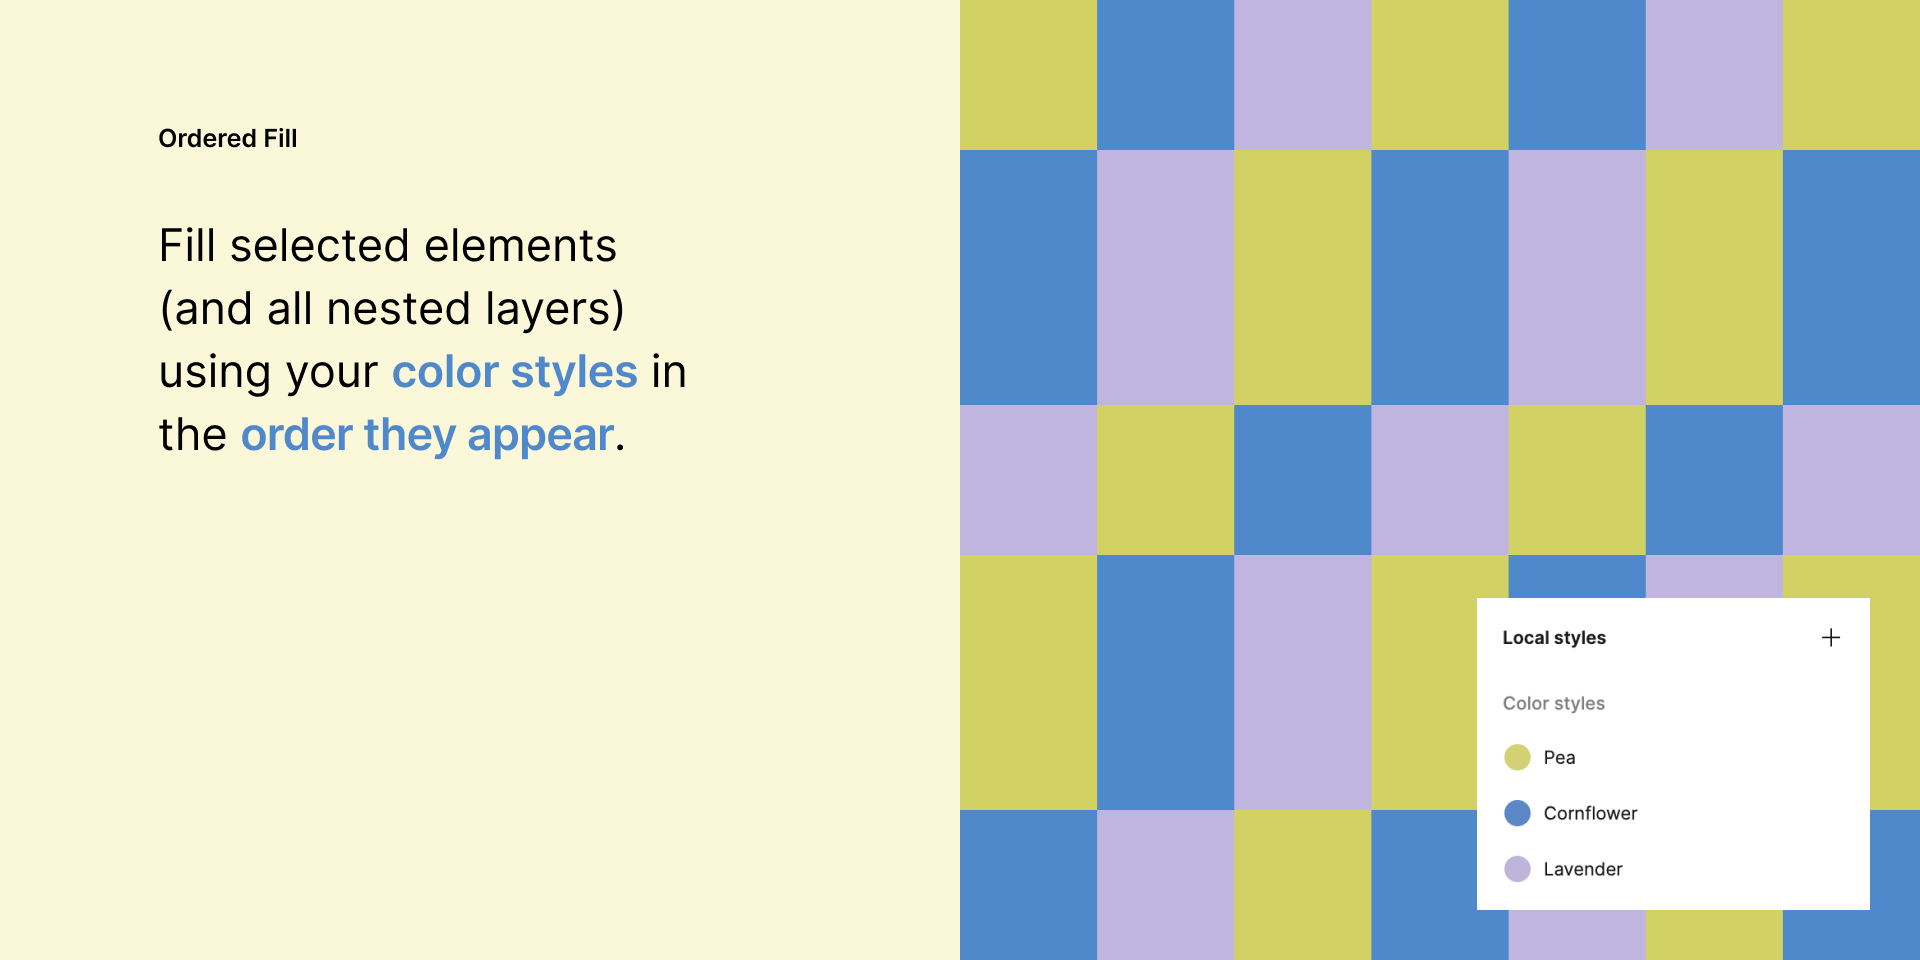 Ordered Fill
Fill selected elements
(and all nested layers)
using your color styles in
the order they appear.
Local styles
Color styles
Pea
Cornflower
Lavender